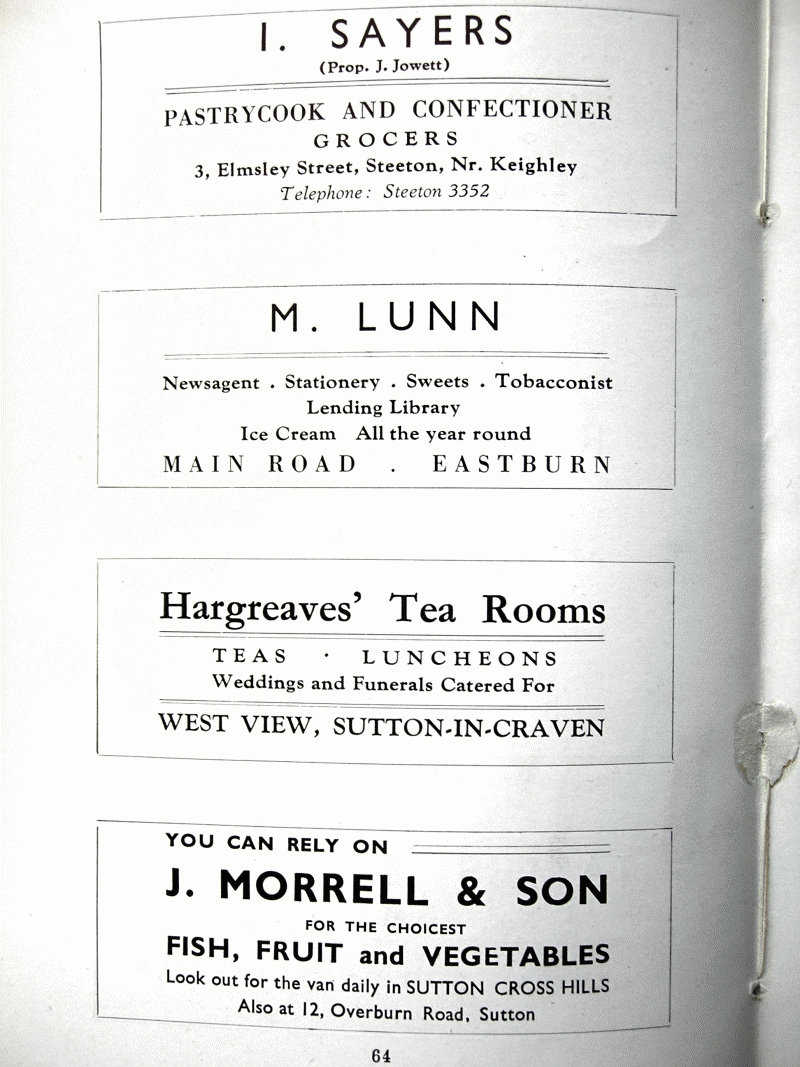 I. SAYERS
(Prop. J. Jowett)
PASTRYCOOK AND CONFECTIONER
GROCERS
3, Elmsley Street, Steeton, Nr. Keighley
Telephone: Steeton 3352
M. LUNN
Newsagent . Stationery . Sweets . Tobacconist
Lending Library
Ice Cream All the year round
MAIN ROAD . EASTBURN
Hargreaves' Tea Rooms
TEAS · LUNCHEONS
Weddings and Funerals Catered For
WEST VIEW, SUTTON-IN-CRAVEN
YOU CAN RELY ON
J. MORRELL & SON
FOR THE CHOICEST
FISH, FRUIT and VEGETABLES
Look out for the van daily in SUTTON CROSS HILLS
Also at 12, Overburn Road, Sutton
64